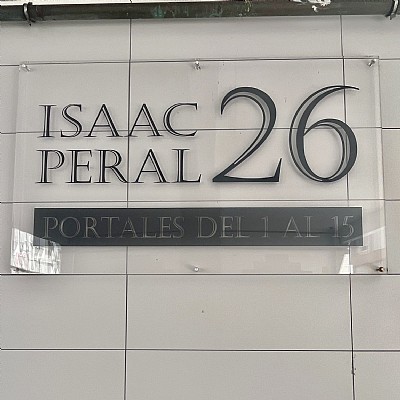 ISAAC
PERAL 26
PORTALES DEL 1 AL 15